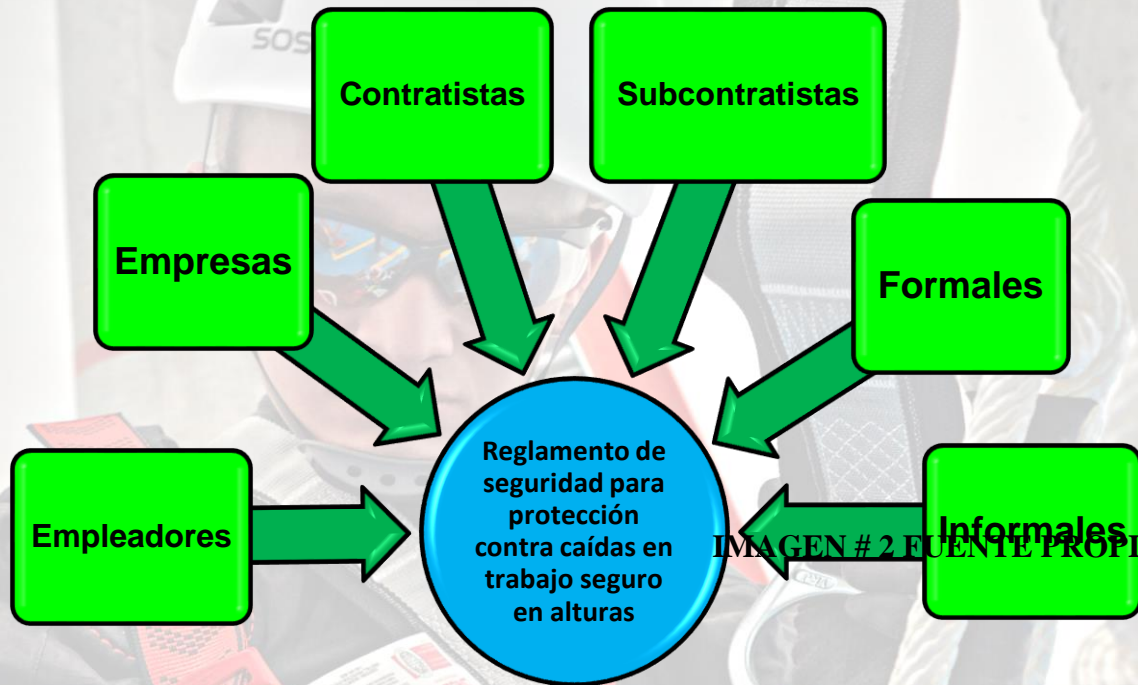 SOS
Contratistas
Subcontratistas
Empresas
Formales
Empleadores
Reglamento de
seguridad para
protección
contra caídas en
trabajo seguro
en alturas
Informales
IMAGEN # 2 FUENTE PROPI